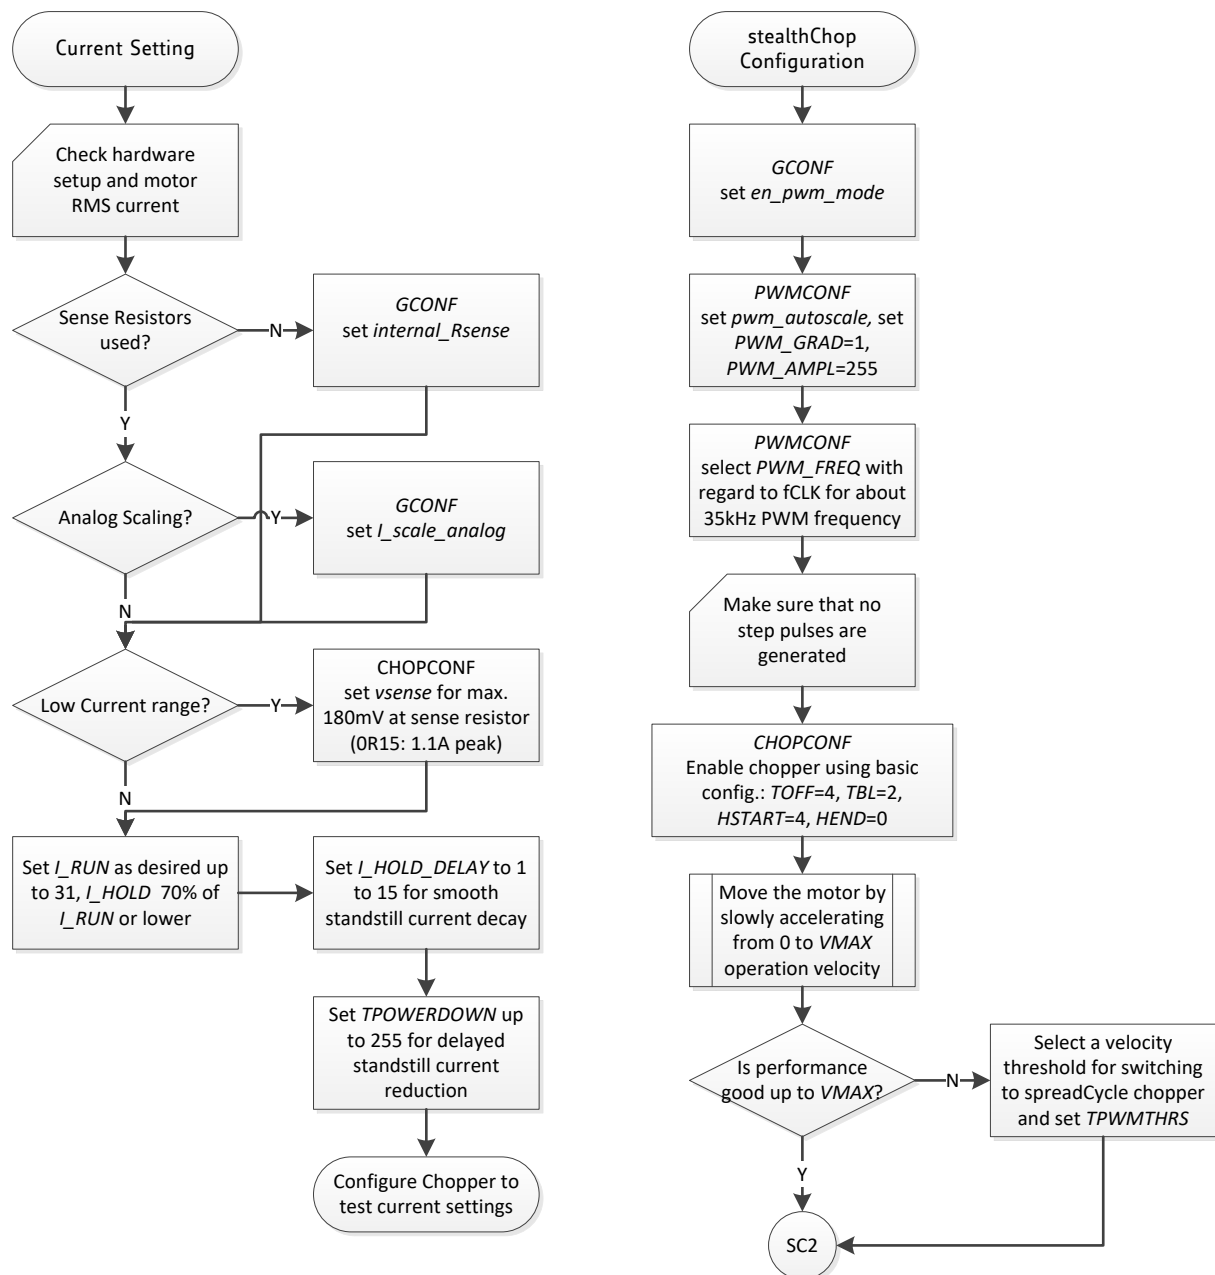 Current Setting
Check hardware
setup and motor
RMS current
Sense Resistors
used?
N
GCONF
set internal_Rsense
Y
Analog Scaling?
Y
GCONF
set I_scale_analog
N
Low Current range?
Y
CHOPCONF
set vsense for max.
180mV at sense resistor
(0R15: 1.1A peak)
N
Set I_RUN as desired up
to 31, I_HOLD 70% of
I_RUN or lower
Set I_HOLD_DELAY to 1
to 15 for smooth
standstill current decay
Set TPOWERDOWN up
to 255 for delayed
standstill current
reduction
Configure Chopper to
test current settings
stealthChop
Configuration
GCONF
set en_pwm_mode
PWMCONF
set pwm_autoscale, set
PWM_GRAD=1,
PWM_AMPL=255
PWMCONF
select PWM_FREQ with
regard to fCLK for about
35kHz PWM frequency
Make sure that no
step pulses are
generated
CHOPCONF
Enable chopper using basic
config.: TOFF=4, TBL=2,
HSTART=4, HEND=0
Move the motor by
slowly accelerating
from 0 to VMAX
operation velocity
Is performance
good up to VMAX?
N
Select a velocity
threshold for switching
to spreadCycle chopper
and set TPWMTHRS
Y
SC2